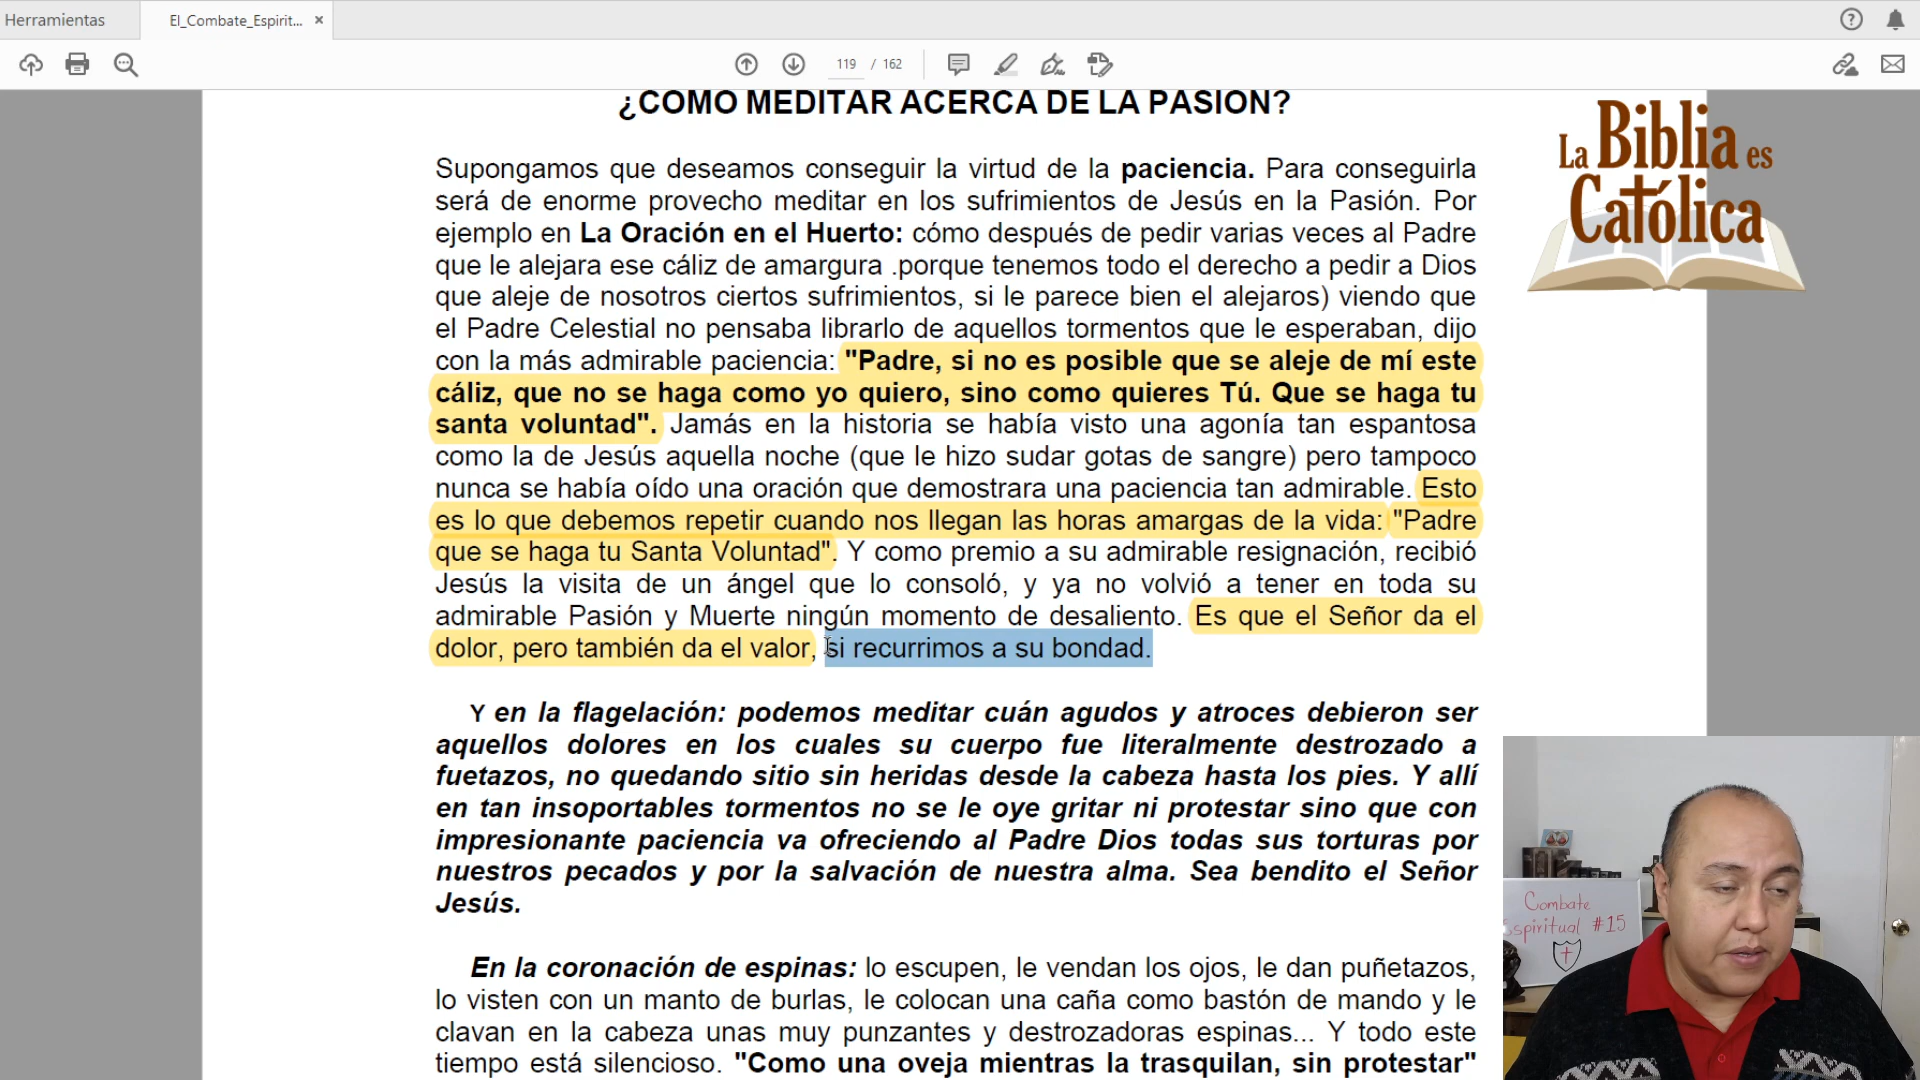 Herramientas
El_Combate_Espirit... ×
119 / 162
¿COMO MEDITAR ACERCA DE LA PASION?
La Biblia es
Católica
Supongamos que deseamos conseguir la virtud de la paciencia. Para conseguirla
será de enorme provecho meditar en los sufrimientos de Jesús en la Pasión. Por
ejemplo en La Oración en el Huerto: cómo después de pedir varias veces al Padre
que le alejara ese cáliz de amargura .porque tenemos todo el derecho a pedir a Dios
que aleje de nosotros ciertos sufrimientos, si le parece bien el alejaros) viendo que
el Padre Celestial no pensaba librarlo de aquellos tormentos que le esperaban, dijo
con la más admirable paciencia: "Padre, si no es posible que se aleje de mí este
cáliz, que no se haga como yo quiero, sino como quieres Tú. Que se haga tu
santa voluntad". Jamás en la historia se había visto una agonía tan espantosa
como la de Jesús aquella noche (que le hizo sudar gotas de sangre) pero tampoco
nunca se había oído una oración que demostrara una paciencia tan admirable. Esto
es lo que debemos repetir cuando nos llegan las horas amargas de la vida: "Padre
que se haga tu Santa Voluntad". Y como premio a su admirable resignación, recibió
Jesús la visita de un ángel que lo consoló, y ya no volvió a tener en toda su
admirable Pasión y Muerte ningún momento de desaliento. Es que el Señor da el
dolor, pero también da el valor, si recurrimos a su bondad.
Y en la flagelación: podemos meditar cuán agudos y atroces debieron ser
aquellos dolores en los cuales su cuerpo fue literalmente destrozado a
fuetazos, no quedando sitio sin heridas desde la cabeza hasta los pies. Y allí
en tan insoportables tormentos no se le oye gritar ni protestar sino que con
impresionante paciencia va ofreciendo al Padre Dios todas sus torturas por
nuestros pecados y por la salvación de nuestra alma. Sea bendito el Señor
Jesús.
En la coronación de espinas: lo escupen, le vendan los ojos, le dan puñetazos,
lo visten con un manto de burlas, le colocan una caña como bastón de mando y le
clavan en la cabeza unas muy punzantes y destrozadoras espinas... Y todo este
tiempo está silencioso. "Como una oveja mientras la trasquilan, sin protestar"
Combate
spiritual #15